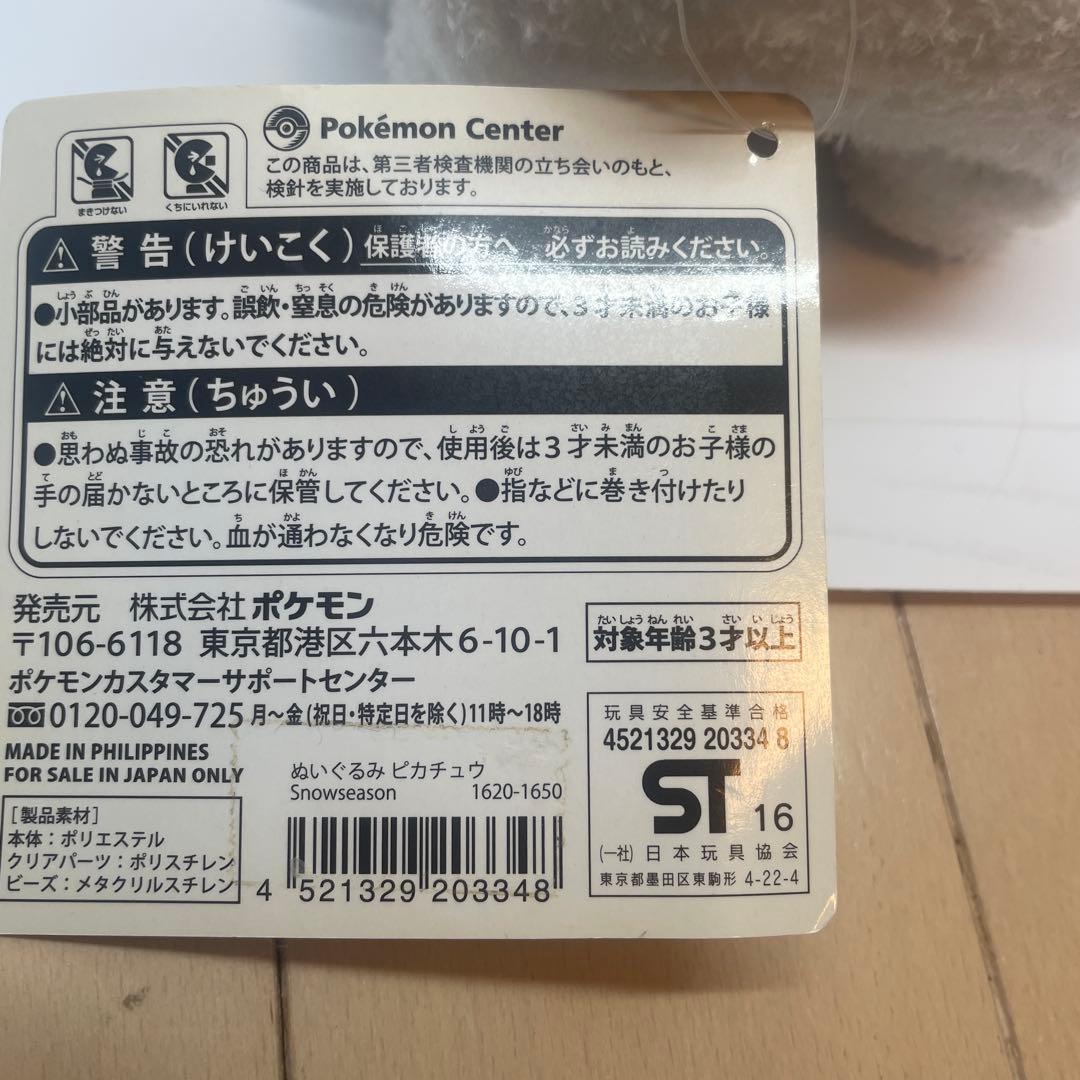 Pokémon Center
この商品は、第三者検査機関の立ち会いのもと、
検針を実施しております。
まきつけない
くちにいれない
警告(けいこく)保護者の方へ 必ずお読みください。
●小部品があります。誤飲・窒息の危険がありますので、3才未満のお子様
には絶対に与えないでください。
注意(ちゅうい)
●思わぬ事故の恐れがありますので、使用後は3才未満のお子様の
手の届かないところに保管してください。●指などに巻き付けたり
しないでください。血が通わなくなり危険です。
発売元 株式会社ポケモン
〒106-6118 東京都港区六本木6-10-1
ポケモンカスタマーサポートセンター
0120-049-725 月~金(祝日・特定日を除く)11時~18時
MADE IN PHILIPPINES
FOR SALE IN JAPAN ONLY
[製品素材]
本体:ポリエステル
クリアパーツ:ポリスチレン
ビーズ:メタクリルスチレン
ぬいぐるみ ピカチュウ
Snowseason 1620-1650
4 521329 203348
対象年齢3才以上
玩具安全基準合格
4521329 20334 8
ST 16
(一社)日本玩具協会
東京都墨田区東駒形 4-22-4